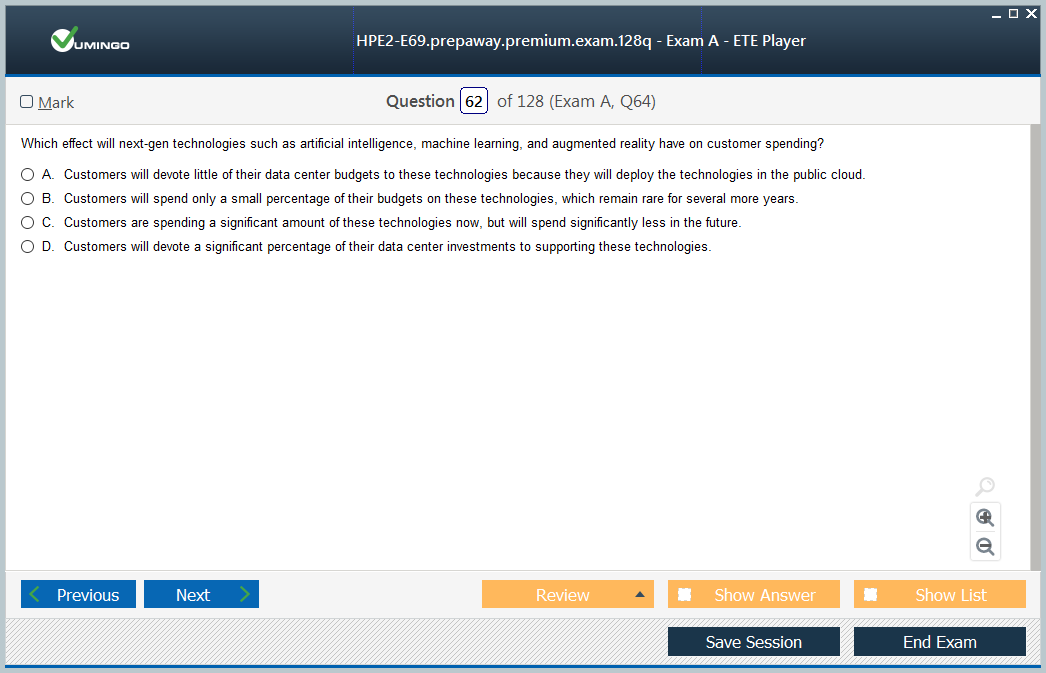 VUMINGO
HPE2-E69.prepaway.premium.exam.128q - Exam A - ETE Player
Mark
Question 62 of 128 (Exam A, Q64)
Which effect will next-gen technologies such as artificial intelligence, machine learning, and augmented reality have on customer spending?
A. Customers will devote little of their data center budgets to these technologies because they will deploy the technologies in the public cloud.
B. Customers will spend only a small percentage of their budgets on these technologies, which remain rare for several more years.
C. Customers are spending a significant amount of these technologies now, but will spend significantly less in the future.
D. Customers will devote a significant percentage of their data center investments to supporting these technologies.
Previous
Next
Review
Show Answer
Show List
Save Session
End Exam